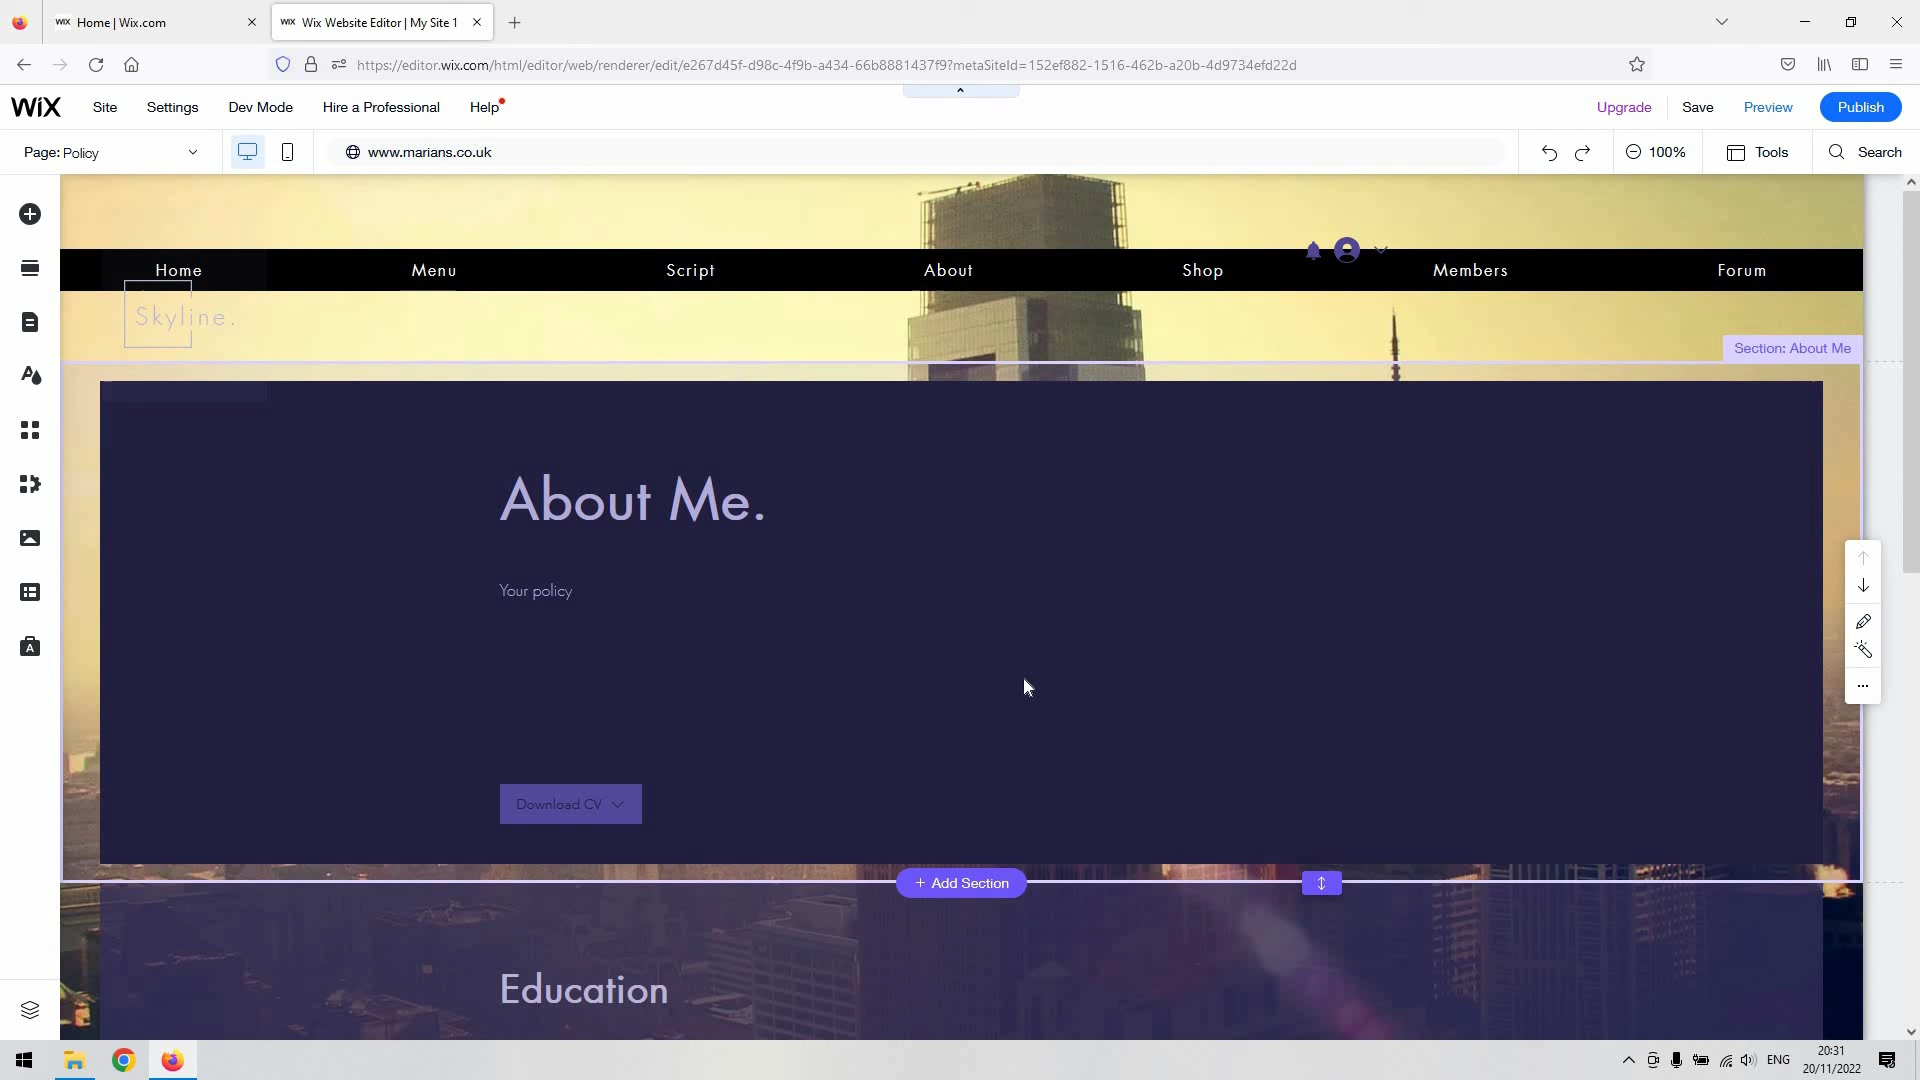 Home | Wix.com
WIX Wix Website Editor | My Site 1
https://editor.wix.com/html/editor/web/renderer/edit/e267d45f-d98c-4f9b-a434-66b8881437f9?metaSiteId=152ef882-1516-462b-a20b-4d9734efd22d
WIX Site Settings Dev Mode Hire a Professional Help Upgrade Save Preview Publish
Page: Policy www.marians.co.uk 100% Tools Search
Home Menu Script About Shop Members Forum
Skyline.
Section: About Me
About Me.
Your policy
Download CV
+ Add Section
Education
ENG 20:31
20/11/2022